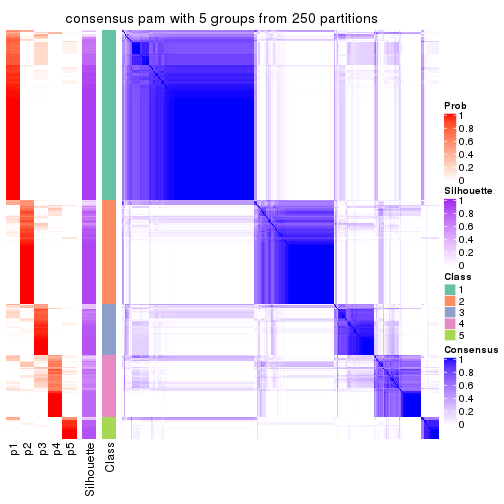 consensus pam with 5 groups from 250 partitions
Prob
1
0.8
0.6
0.4
0.2
0
Silhouette
1
0.8
0.6
0.4
0.2
0
Class
1
2
3
4
5
Consensus
1
0.8
0.6
0.4
0.2
0
p1
p2
p3
p4
p5
Silhouette
Class